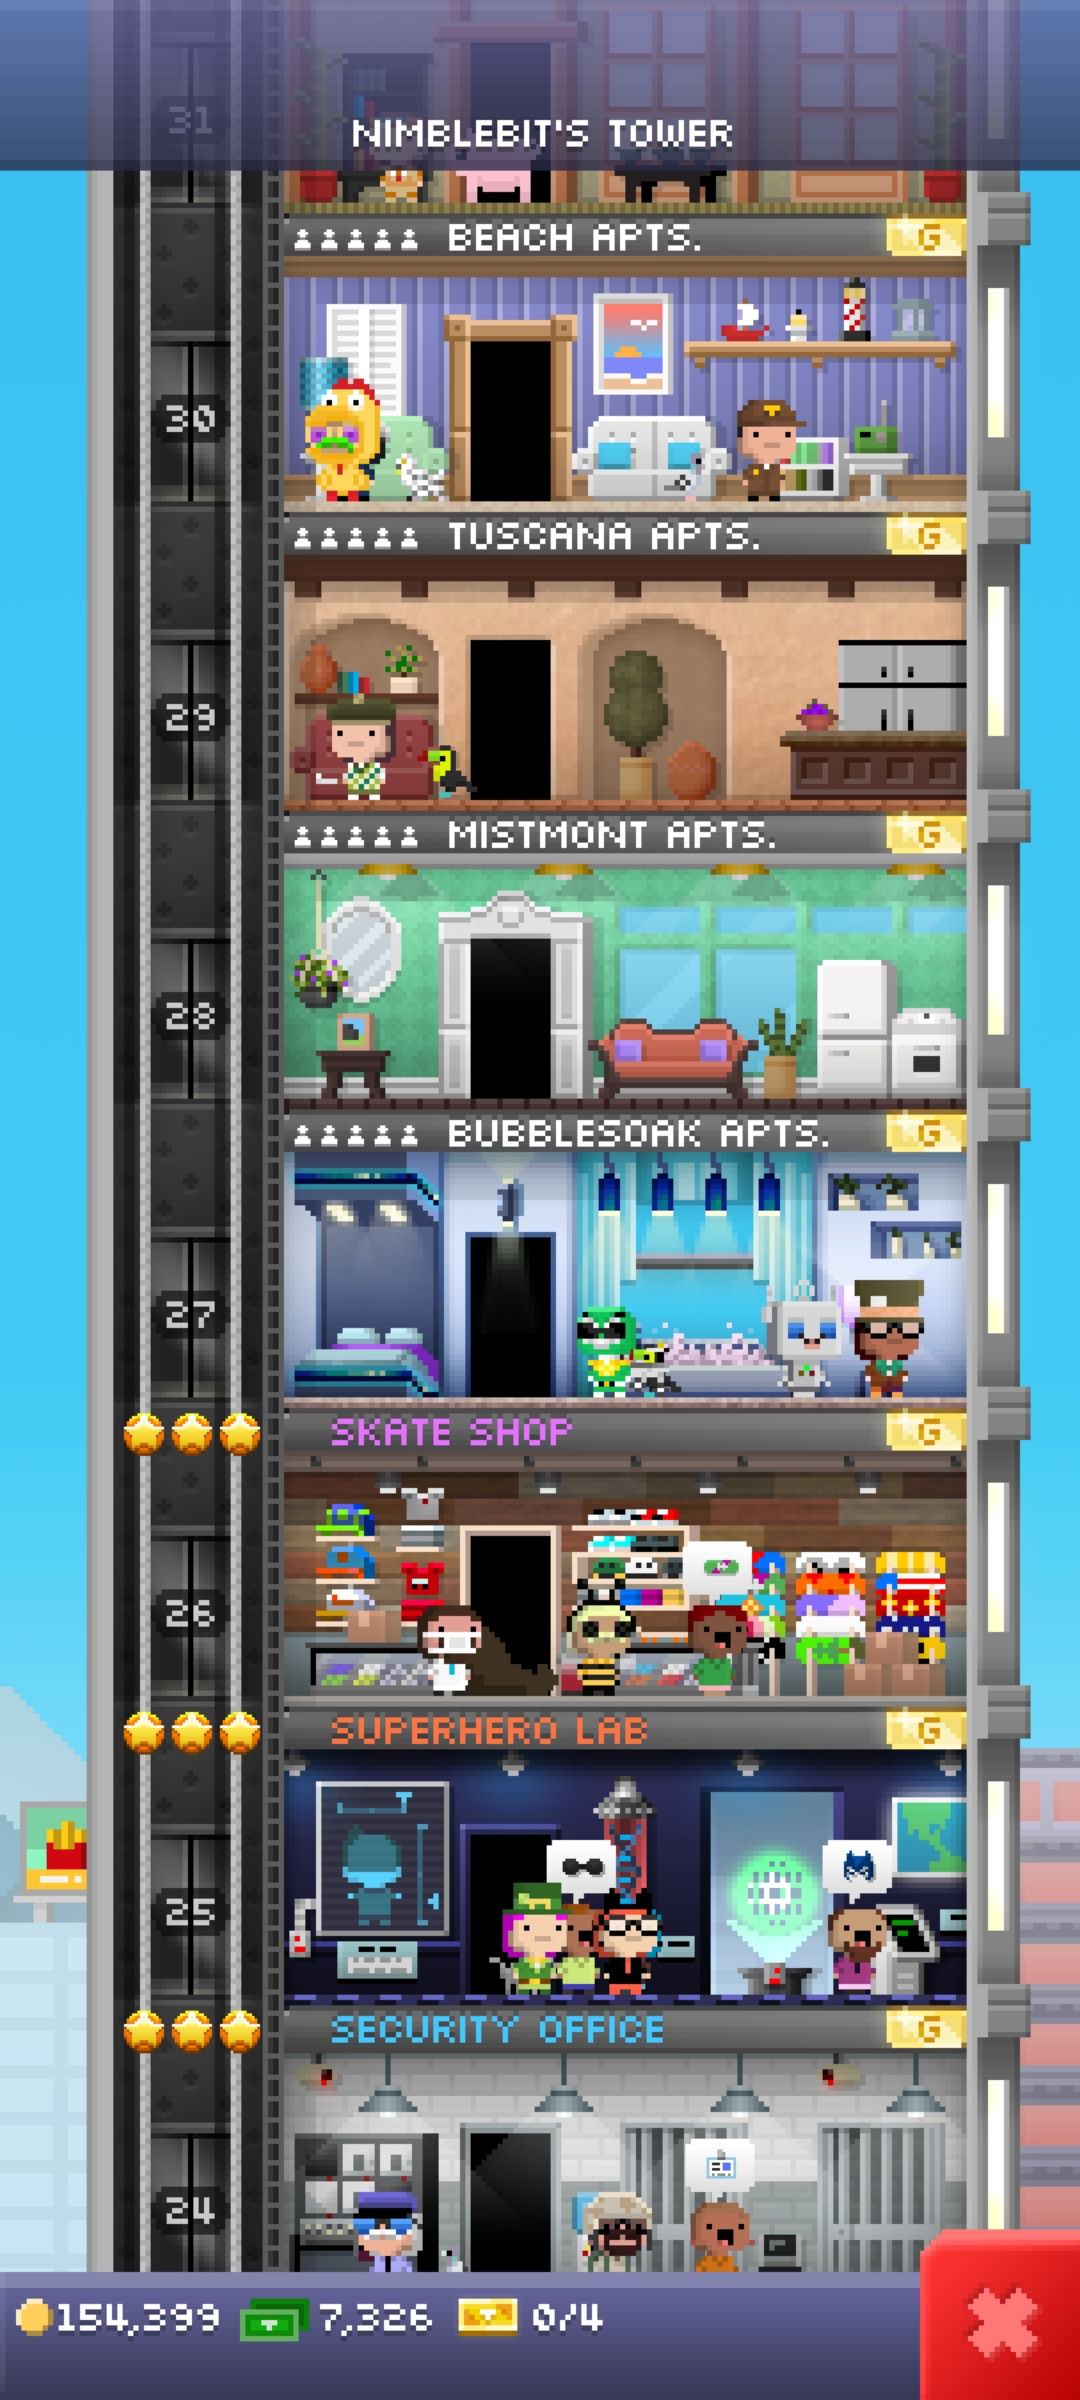 31
NIMBLEBIT'S TOWER
BEACH APTS. G
30
TUSCANA APTS. G
29
MISTMONT APTS. G
28
BUBBLESOAK APTS. G
27
SKATE SHOP G
26
SUPERHERO LAB G
25
SECURITY OFFICE G
24
154,399 7,326 0/4